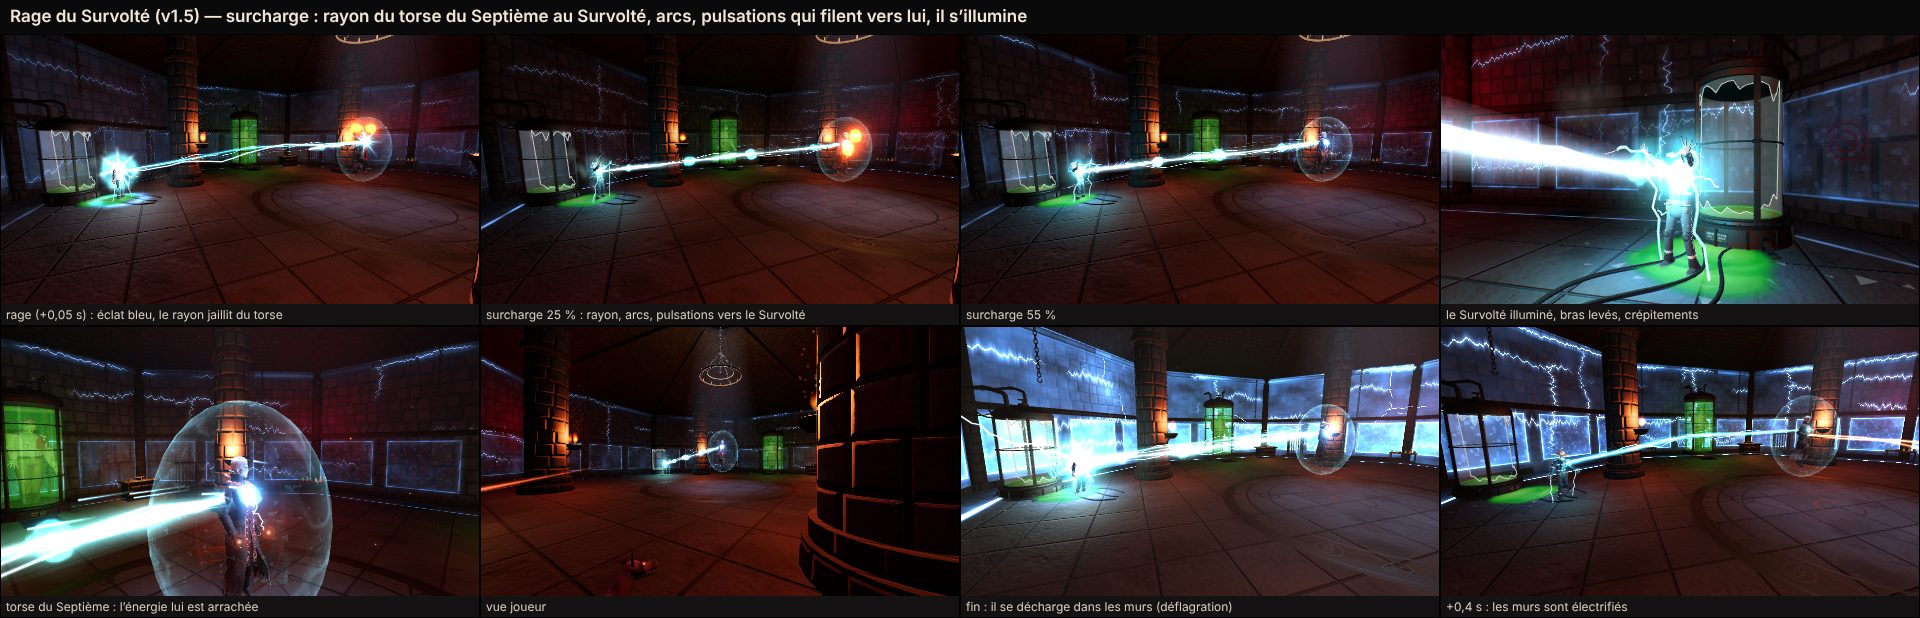 Rage du Survolté (v1.5) — surcharge : rayon du torse du Septième au Survolté, arcs, pulsations qui filent vers lui, il s’illumine
rage (+0,05 s) : éclat bleu, le rayon jaillit du torse
surcharge 25 % : rayon, arcs, pulsations vers le Survolté
surcharge 55 %
le Survolté illuminé, bras levés, crépitements
torse du Septième : l’énergie lui est arrachée
vue joueur
fin : il se décharge dans les murs (déflagration)
+0,4 s : les murs sont électrifiés